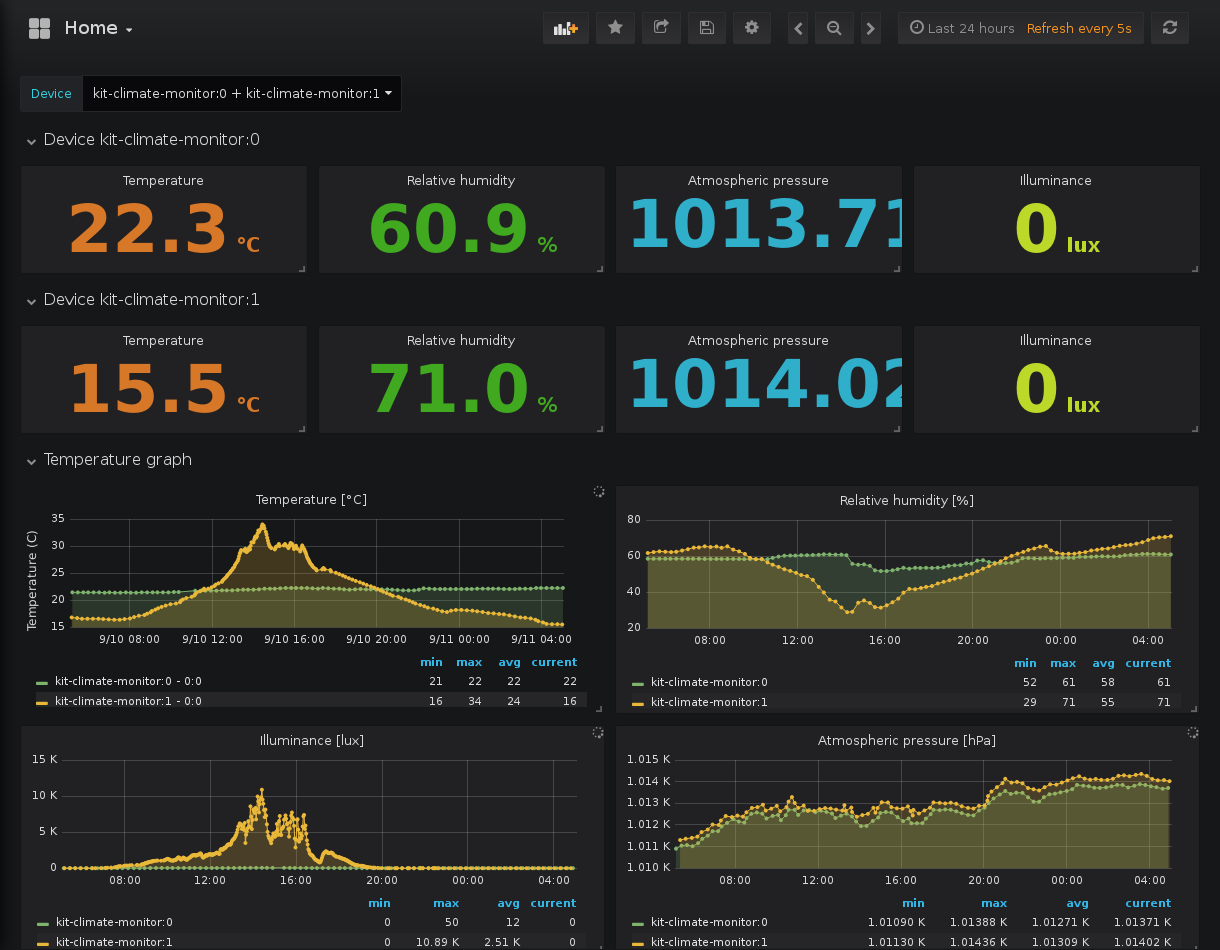 Home
Last 24 hours Refresh every 5s
Device kit-climate-monitor:0 + kit-climate-monitor:1
Device kit-climate-monitor:0
Temperature Relative humidity Atmospheric pressure Illuminance
22.3 °C 60.9 % 1013.71 0 lux
Device kit-climate-monitor:1
Temperature Relative humidity Atmospheric pressure Illuminance
15.5 °C 71.0 % 1014.02 0 lux
Temperature graph
Temperature [°C]
Temperature (C)
35
30
25
20
15
9/10 08:00 9/10 12:00 9/10 16:00 9/10 20:00 9/11 00:00 9/11 04:00
min max avg current
kit-climate-monitor:0 - 0:0 21 22 22 22
kit-climate-monitor:1 - 0:0 16 34 24 16
Relative humidity [%]
80
60
40
20
08:00 12:00 16:00 20:00 00:00 04:00
min max avg current
kit-climate-monitor:0 52 61 58 61
kit-climate-monitor:1 29 71 55 71
Illuminance [lux]
15 K
10 K
5 K
0
08:00 12:00 16:00 20:00 00:00 04:00
min max avg current
kit-climate-monitor:0 0 50 12 0
kit-climate-monitor:1 0 10.89 K 2.51 K 0
Atmospheric pressure [hPa]
1.015 K
1.014 K
1.013 K
1.012 K
1.011 K
1.010 K
08:00 12:00 16:00 20:00 00:00 04:00
min max avg current
kit-climate-monitor:0 1.01090 K 1.01388 K 1.01271 K 1.01371 K
kit-climate-monitor:1 1.01130 K 1.01436 K 1.01309 K 1.01402 K